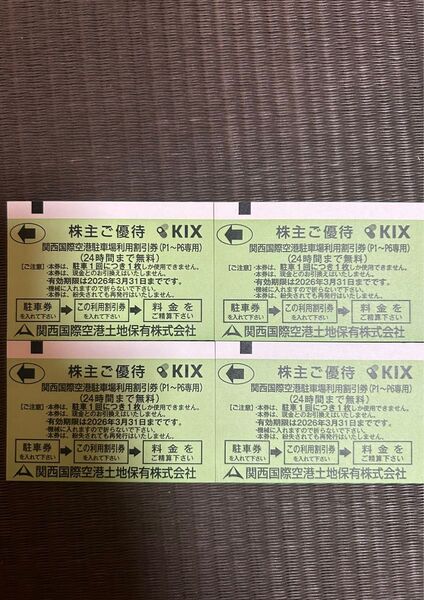 株主ご優待 KIX
関西国際空港駐車場利用割引券(P1～P6専用)
(24時間まで無料)
[ご注意]・本券は、駐車1回につき1枚しか使用できません。
・本券は、現金とのお引換えはいたしません。
・有効期限は2026年3月31日までです。
・機械に入れますので折らないで下さい。
・本券は、紛失されても再発行はいたしません。
駐車券 を入れて下さい この利用割引券 を入れて下さい 料金を ご精算下さい
関西国際空港土地保有株式会社
株主ご優待 KIX
関西国際空港駐車場利用割引券(P1～P6専用)
(24時間まで無料)
[ご注意]・本券は、駐車1回につき1枚しか使用できません。
・本券は、現金とのお引換えはいたしません。
・有効期限は2026年3月31日までです。
・機械に入れますので折らないで下さい。
・本券は、紛失されても再発行はいたしません。
駐車券 を入れて下さい この利用割引券 を入れて下さい 料金を ご精算下さい
関西国際空港土地保有株式会社
株主ご優待 KIX
関西国際空港駐車場利用割引券(P1～P6専用)
(24時間まで無料)
[ご注意]・本券は、駐車1回につき1枚しか使用できません。
・本券は、現金とのお引換えはいたしません。
・有効期限は2026年3月31日までです。
・機械に入れますので折らないで下さい。
・本券は、紛失されても再発行はいたしません。
駐車券 を入れて下さい この利用割引券 を入れて下さい 料金を ご精算下さい
関西国際空港土地保有株式会社
株主ご優待 KIX
関西国際空港駐車場利用割引券(P1～P6専用)
(24時間まで無料)
[ご注意]・本券は、駐車1回につき1枚しか使用できません。
・本券は、現金とのお引換えはいたしません。
・有効期限は2026年3月31日までです。
・機械に入れますので折らないで下さい。
・本券は、紛失されても再発行はいたしません。
駐車券 を入れて下さい この利用割引券 を入れて下さい 料金を ご精算下さい
関西国際空港土地保有株式会社